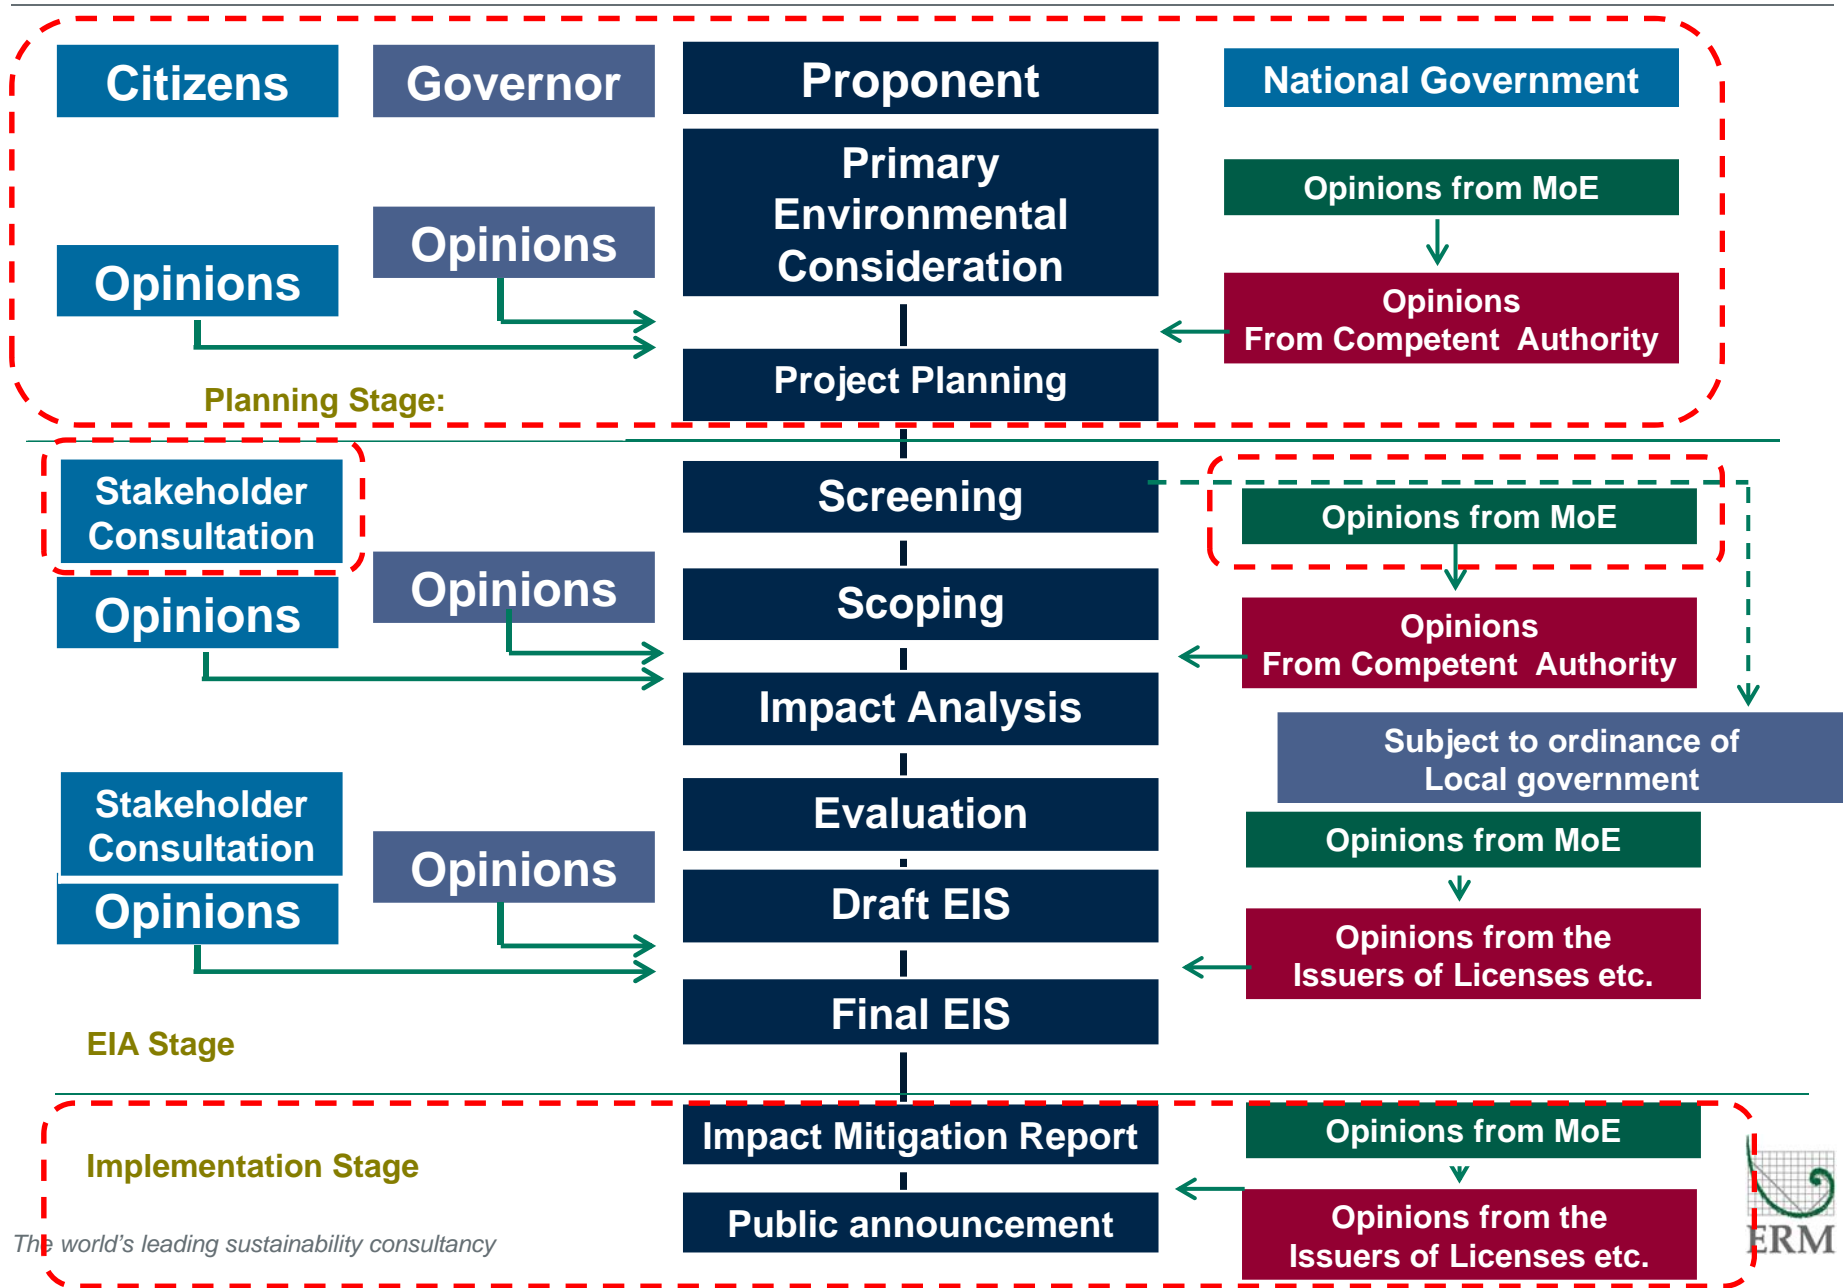 Citizens
Governor
Proponent
National Government
Primary
Environmental
Consideration
Opinions from MoE
Opinions
Opinions
Opinions
From Competent Authority
Project Planning
Planning Stage:
Stakeholder
Consultation
Screening
Opinions from MoE
Opinions
Opinions
Scoping
Opinions
From Competent Authority
Impact Analysis
Subject to ordinance of
Local government
Stakeholder
Consultation
Evaluation
Opinions from MoE
Opinions
Opinions
Draft EIS
Opinions from the
Issuers of Licenses etc.
Final EIS
EIA Stage
Impact Mitigation Report
Opinions from MoE
Implementation Stage
Public announcement
Opinions from the
Issuers of Licenses etc.
The world's leading sustainability consultancy
ERM